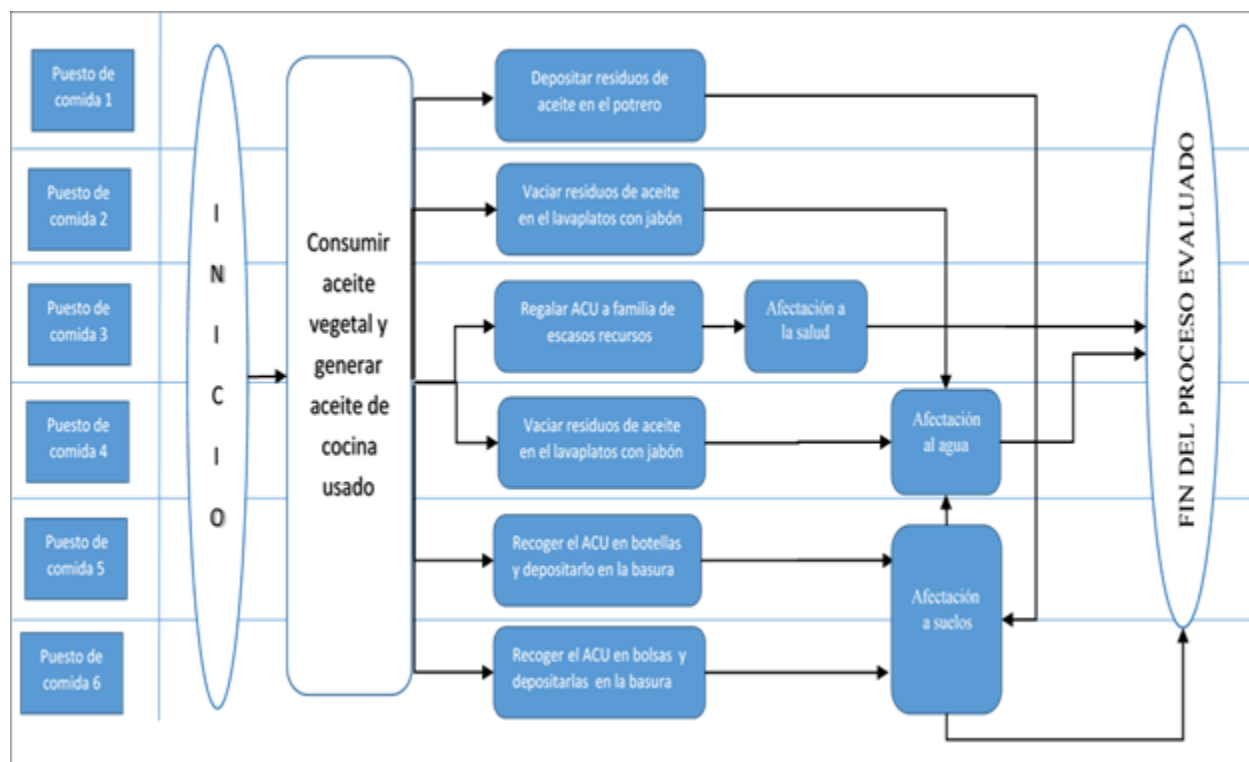 Puesto de
comida 1
Puesto de
comida 2
Puesto de
comida 3
Puesto de
comida 4
Puesto de
comida 5
Puesto de
comida 6
I
N
I
C
I
O
Consumir
aceite
vegetal y
generar
aceite de
cocina
usado
Depositar residuos de
aceite en el potrero
Vaciar residuos de aceite
en el lavaplatos con jabón
Regalar ACU a familia de
escasos recursos
Afectación a
la salud
Vaciar residuos de aceite
en el lavaplatos con jabón
Afectación
al agua
Recoger el ACU en botellas
y depositarlo en la basura
Afectación
a suelos
Recoger el ACU en bolsas y
depositarlas en la basura
FIN DEL PROCESO EVALUADO